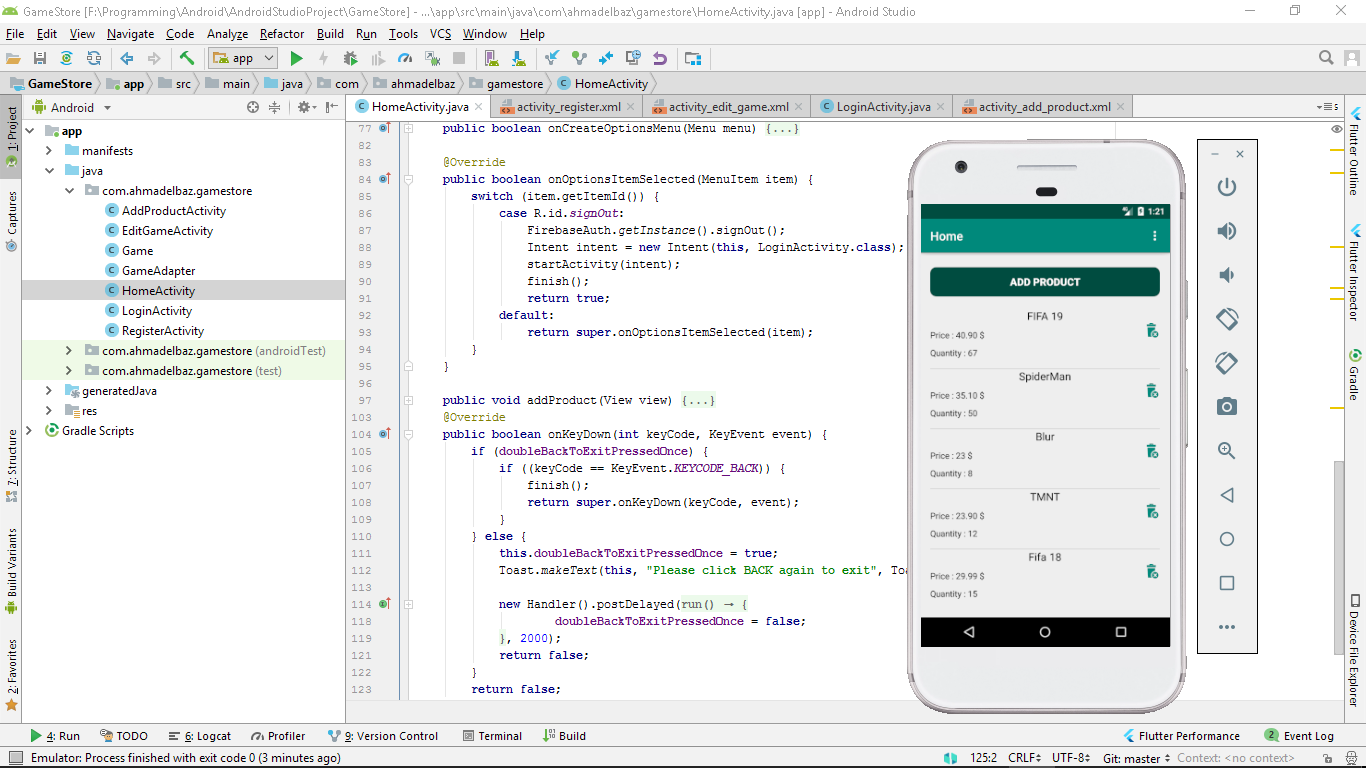 GameStore [F:\Programming\Android\AndroidStudioProject\GameStore] - ...\app\src\main\java\com\ahmadelbaz\gamestore\HomeActivity.java [app] - Android Studio
File Edit View Navigate Code Analyze Refactor Build Run Tools VCS Window Help
app
GameStore app src main java com ahmadelbaz gamestore HomeActivity
Android
HomeActivity.java activity_register.xml activity_edit_game.xml LoginActivity.java activity_add_product.xml 5
1: Project
Captures
7: Structure
Build Variants
2: Favorites
app
manifests
java
com.ahmadelbaz.gamestore
AddProductActivity
EditGameActivity
Game
GameAdapter
HomeActivity
LoginActivity
RegisterActivity
com.ahmadelbaz.gamestore (androidTest)
com.ahmadelbaz.gamestore (test)
generatedJava
res
Gradle Scripts
77 public boolean onCreateOptionsMenu(Menu menu) {...}
82
83 @Override
84 public boolean onOptionsItemSelected(MenuItem item) {
85 switch (item.getItemId()) {
86 case R.id.signOut:
87 FirebaseAuth.getInstance().signOut();
88 Intent intent = new Intent(this, LoginActivity.class);
89 startActivity(intent);
90 finish();
91 return true;
92 default:
93 return super.onOptionsItemSelected(item);
94 }
95 }
96
97 public void addProduct(View view) {...}
103 @Override
104 public boolean onKeyDown(int keyCode, KeyEvent event) {
105 if (doubleBackToExitPressedOnce) {
106 if ((keyCode == KeyEvent.KEYCODE_BACK)) {
107 finish();
108 return super.onKeyDown(keyCode, event);
109 }
110 } else {
111 this.doubleBackToExitPressedOnce = true;
112 Toast.makeText(this, "Please click BACK again to exit", Toa
113
114 new Handler().postDelayed(run() → {
118 doubleBackToExitPressedOnce = false;
119 }, 2000);
121 return false;
122 }
123 return false;
1:21
Home
ADD PRODUCT
FIFA 19
Price : 40.90 $
Quantity : 67
SpiderMan
Price : 35.10 $
Quantity : 50
Blur
Price : 23 $
Quantity : 8
TMNT
Price : 23.90 $
Quantity : 12
Fifa 18
Price : 29.99 $
Quantity : 15
Flutter Outline
Flutter Inspector
Gradle
Device File Explorer
4: Run TODO 6: Logcat Profiler 9: Version Control Terminal Build Flutter Performance 2 Event Log
Emulator: Process finished with exit code 0 (3 minutes ago) 125:2 CRLF UTF-8 Git: master Context: <no context>